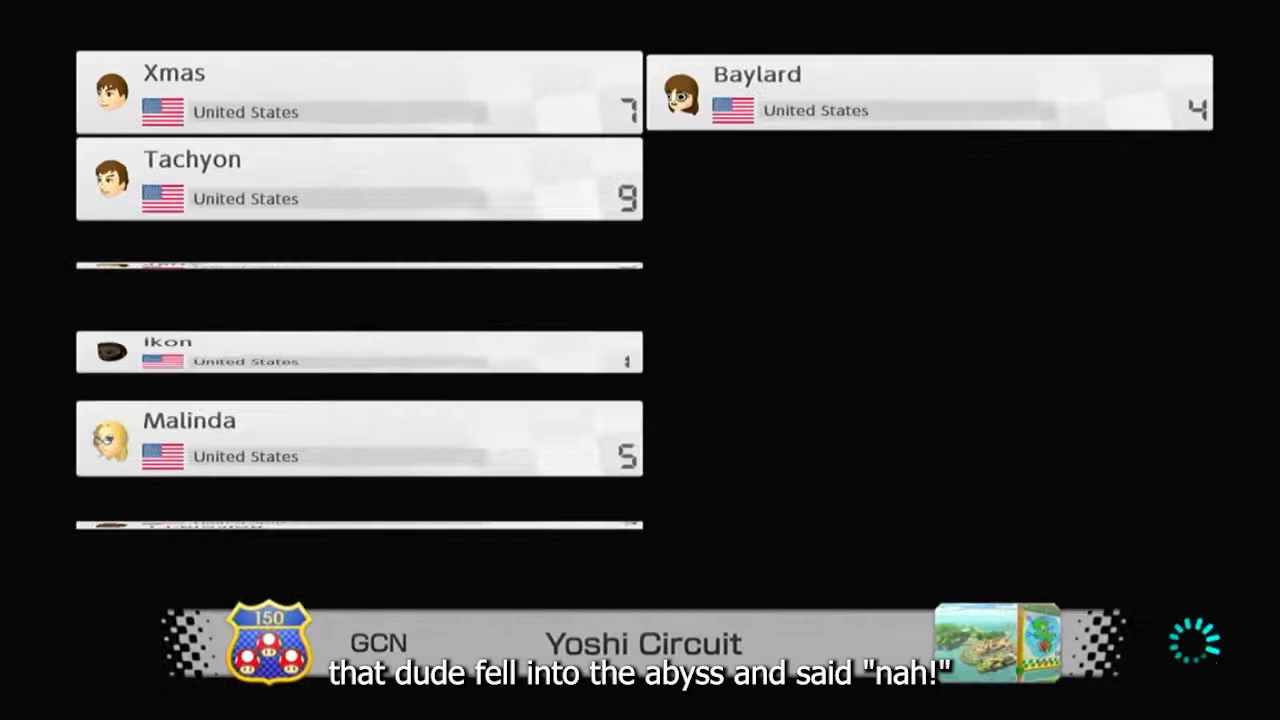 Xmas
United States
7
Tachyon
United States
9
ikon
United States
1
Malinda
United States
5
Baylard
United States
4
150
GCN
Yoshi Circuit
that dude fell into the abyss and said "nah!"